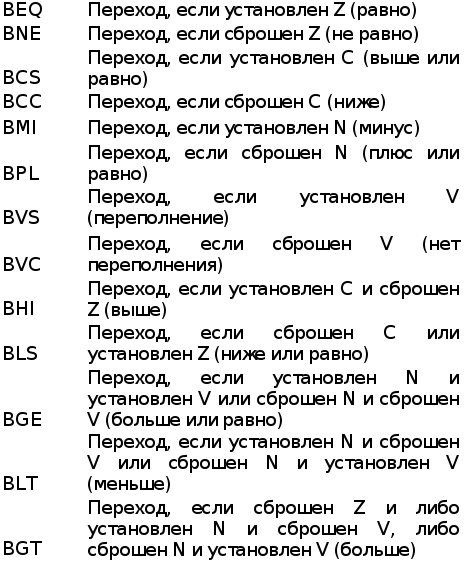 BEQ Переход, если установлен Z (равно)
BNE Переход, если сброшен Z (не равно)
Переход, если установлен C (выше или
BCS равно)
BCC Переход, если сброшен C (ниже)
BMI Переход, если установлен N (минус)
Переход, если сброшен N (плюс или
BPL равно)
Переход, если установлен V
BVS (переполнение)
Переход, если сброшен V (нет
BVC переполнения)
Переход, если установлен C и сброшен
BHI Z (выше)
Переход, если сброшен C или
BLS установлен Z (ниже или равно)
Переход, если установлен N и
установлен V или сброшен N и сброшен
BGE V (больше или равно)
Переход, если установлен N и сброшен
V или сброшен N и установлен V
BLT (меньше)
Переход, если сброшен Z и либо
установлен N и сброшен V, либо
BGT сброшен N и установлен V (больше)